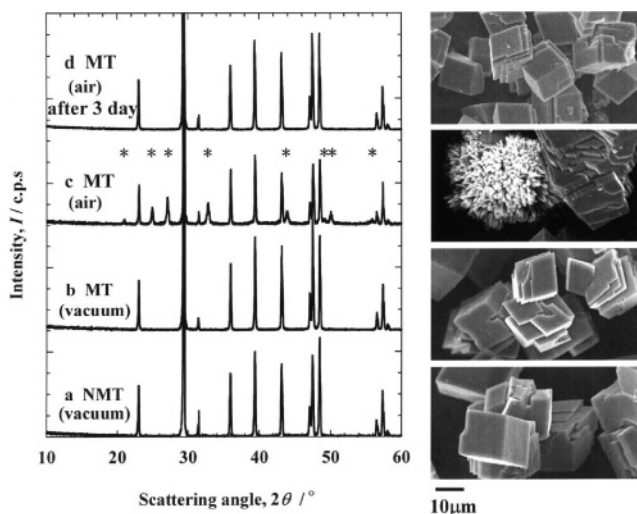 d MT
(air)
after 3 day
* * * * * * * *
c MT
(air)
b MT
(vacuum)
a NMT
(vacuum)
Intensity, I / c.p.s
10 20 30 40 50 60
Scattering angle, 2θ / °
10μm